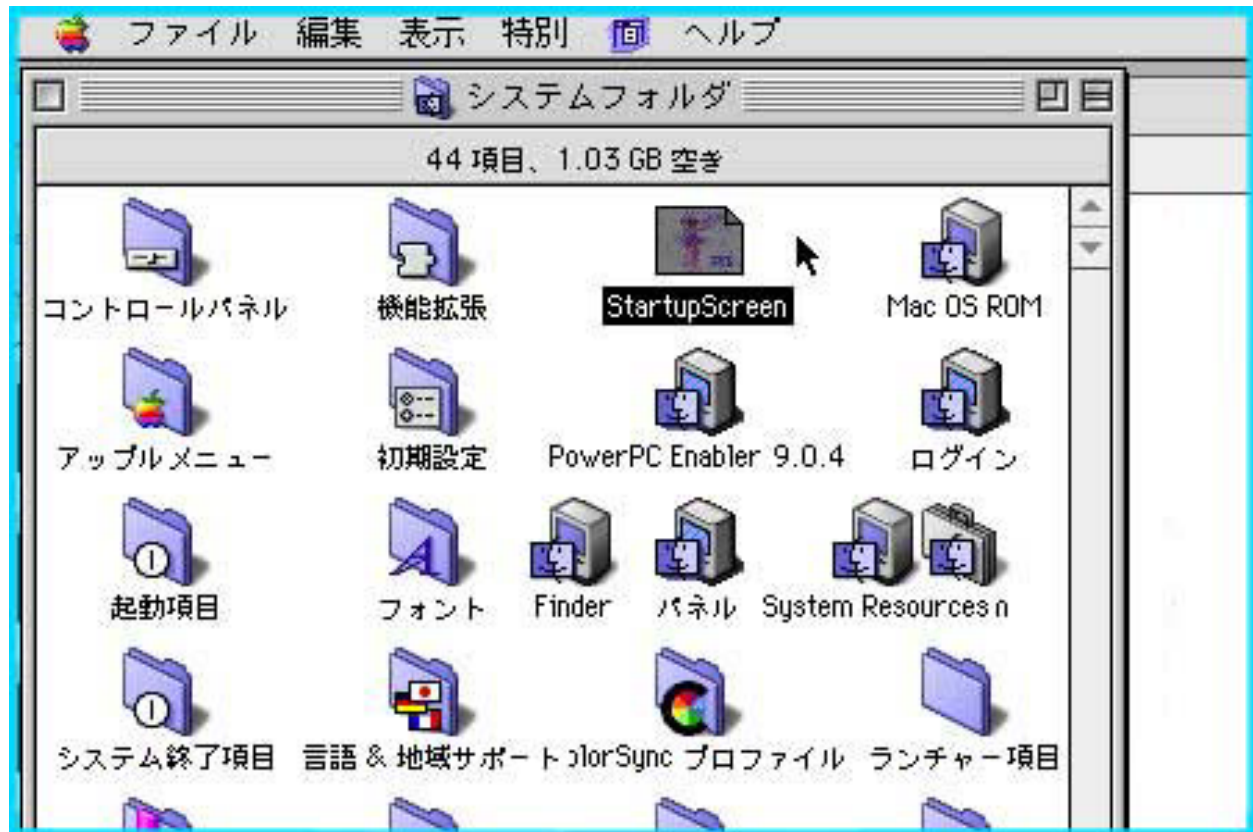 ファイル 編集 表示 特別 ヘルプ
システムフォルダ
44 項目、1.03 GB 空き
コントロールパネル 機能拡張 StartupScreen Mac OS ROM
アップルメニュー 初期設定 PowerPC Enabler 9.0.4 ログイン
起動項目 フォント Finder パネル System Resources n
システム終了項目 言語 & 地域サポート olorSync プロファイル ランチャー項目